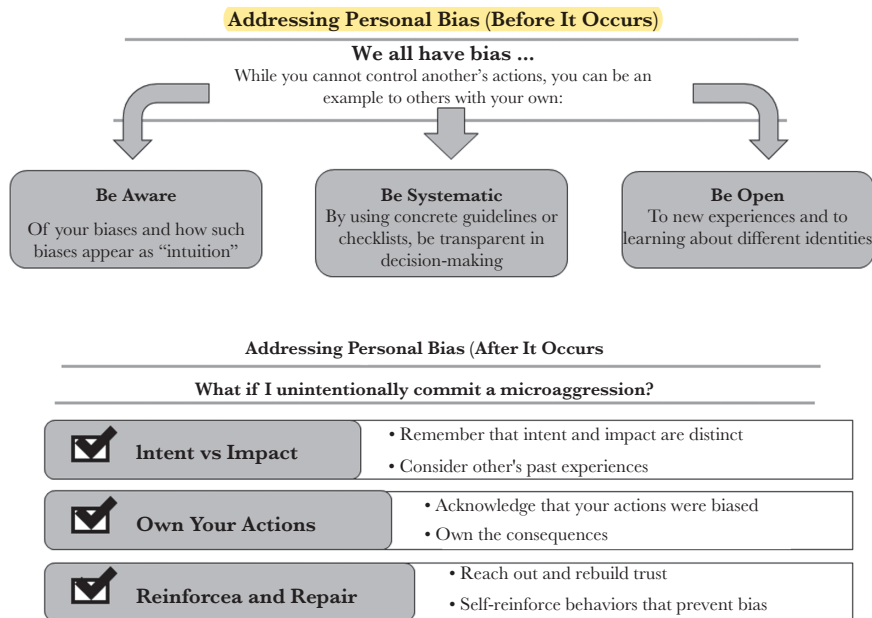 Addressing Personal Bias (Before It Occurs)
We all have bias ...
While you cannot control another’s actions, you can be an
example to others with your own:
Be Aware
Of your biases and how such
biases appear as “intuition”
Be Systematic
By using concrete guidelines or
checklists, be transparent in
decision-making
Be Open
To new experiences and to
learning about different identities
Addressing Personal Bias (After It Occurs
What if I unintentionally commit a microaggression?
Intent vs Impact
• Remember that intent and impact are distinct
• Consider other's past experiences
Own Your Actions
• Acknowledge that your actions were biased
• Own the consequences
Reinforcea and Repair
• Reach out and rebuild trust
• Self-reinforce behaviors that prevent bias